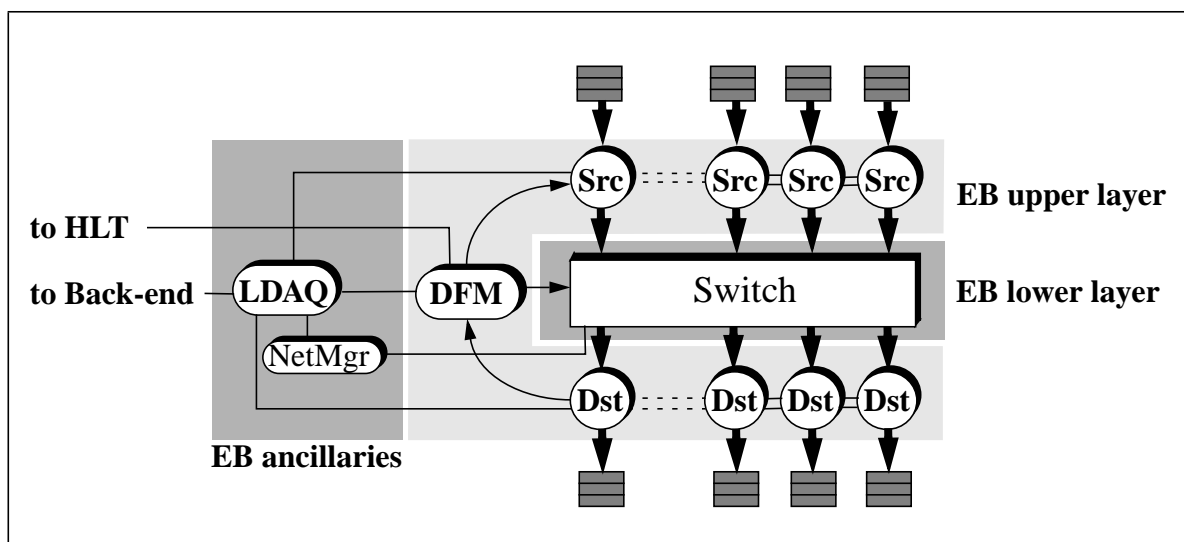 Src Src Src Src
EB upper layer
to HLT
to Back-end
LDAQ
DFM
Switch
EB lower layer
NetMgr
Dst Dst Dst Dst
EB ancillaries